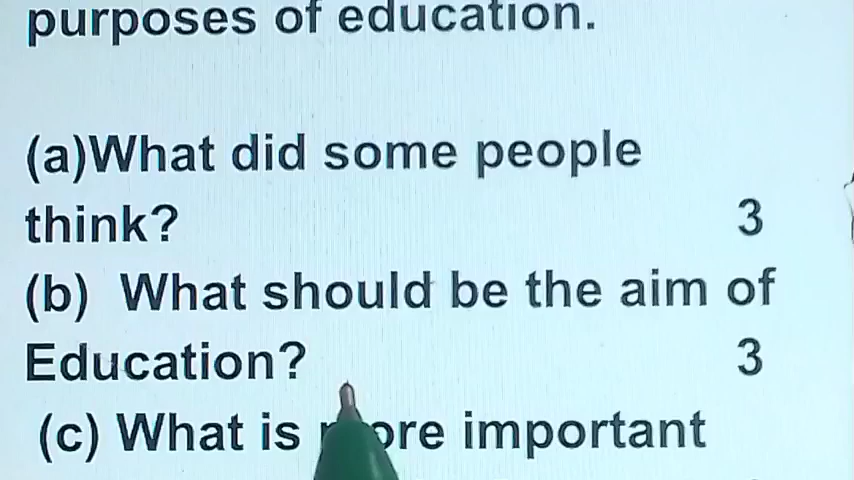 purposes of education.
(a)What did some people
think? 3
(b) What should be the aim of
Education? 3
(c) What is more important